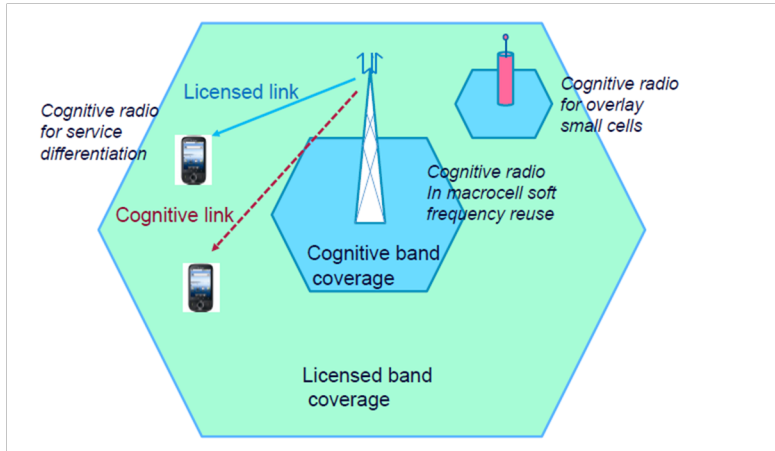 Licensed link
Cognitive radio
for service
differentiation
Cognitive radio
for overlay
small cells
Cognitive radio
In macrocell soft
frequency reuse
Cognitive link
Cognitive band
coverage
Licensed band
coverage